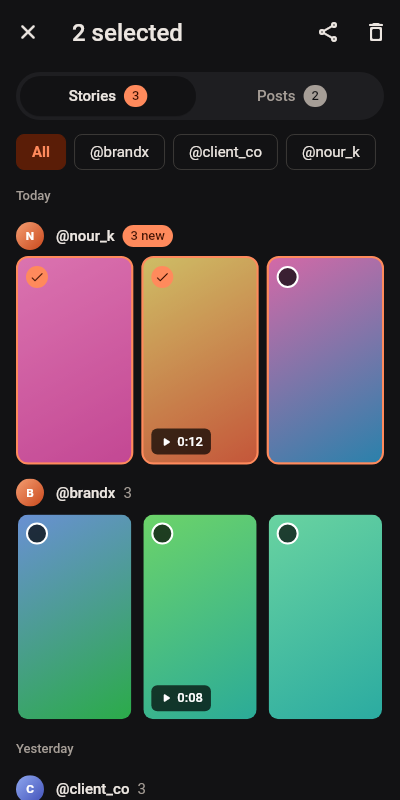 2 selected
Stories 3
Posts 2
All
@brandx
@client_co
@nour_k
Today
N @nour_k 3 new
0:12
B @brandx 3
0:08
Yesterday
C @client_co 3